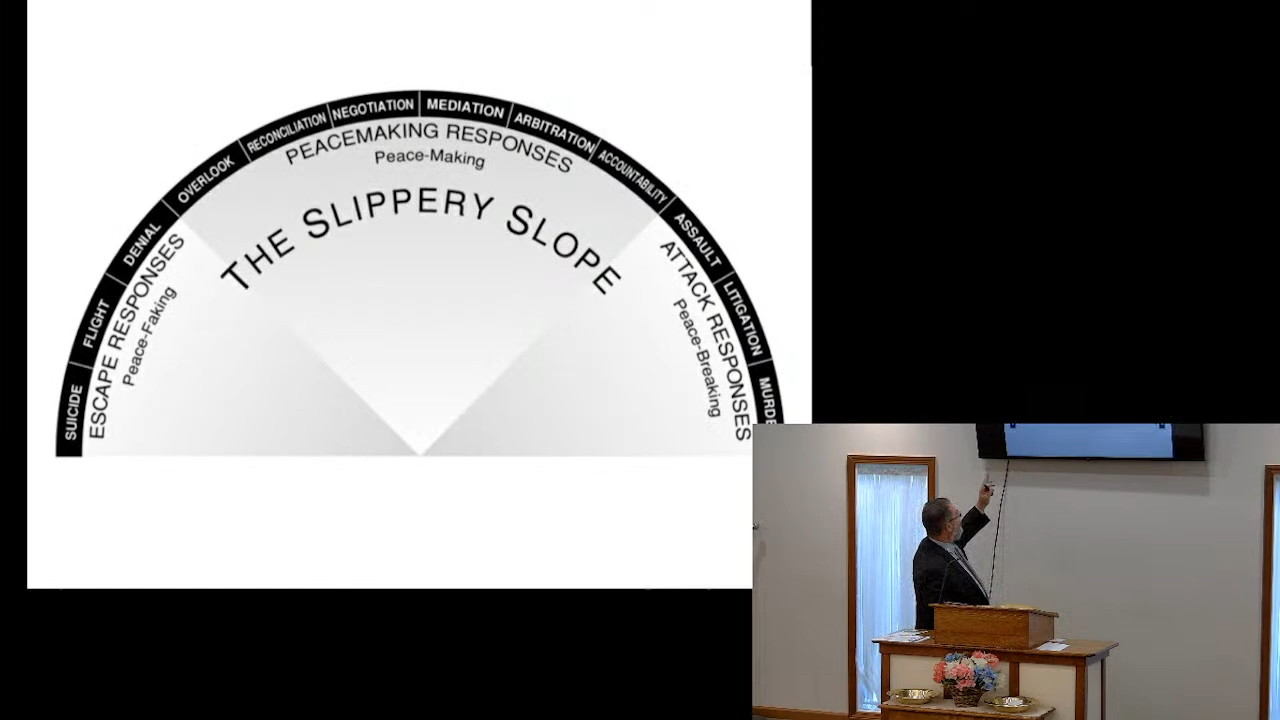 SUICIDE
FLIGHT
DENIAL
OVERLOOK
RECONCILIATION
NEGOTIATION
MEDIATION
ARBITRATION
ACCOUNTABILITY
ASSAULT
LITIGATION
MURDE
ESCAPE RESPONSES
Peace-Faking
PEACEMAKING RESPONSES
Peace-Making
ATTACK RESPONSES
Peace-Breaking
THE SLIPPERY SLOPE